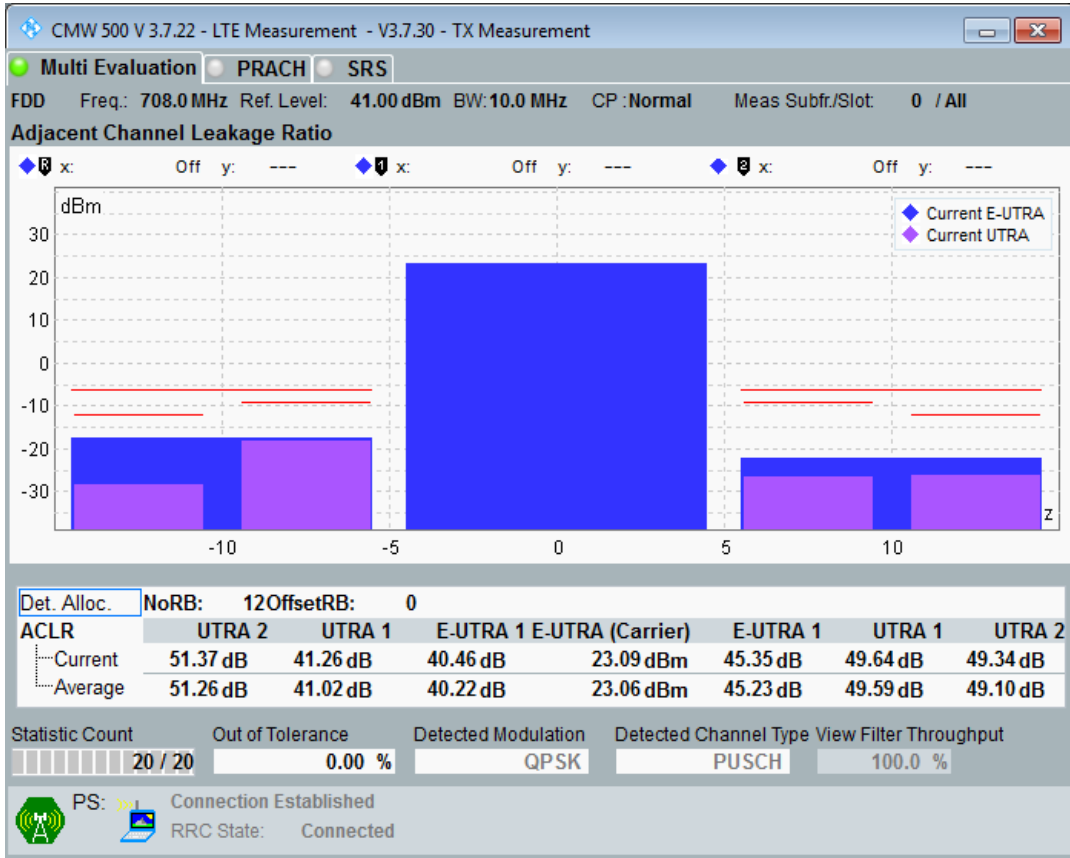 CMW 500 V 3.7.22 - LTE Measurement - V3.7.30 - TX Measurement
Multi Evaluation PRACH SRS
FDD Freq.: 708.0 MHz Ref. Level: 41.00 dBm BW: 10.0 MHz CP : Normal Meas Subfr./Slot: 0 / All
Adjacent Channel Leakage Ratio
R x: Off y: --- 1 x: Off y: --- 2 x: Off y: ---
dBm
Current E-UTRA
Current UTRA
30
20
10
0
-10
-20
-30
z
-10 -5 0 5 10
Det. Alloc. NoRB: 12 OffsetRB: 0
ACLR UTRA 2 UTRA 1 E-UTRA 1 E-UTRA (Carrier) E-UTRA 1 UTRA 1 UTRA 2
Current 51.37 dB 41.26 dB 40.46 dB 23.09 dBm 45.35 dB 49.64 dB 49.34 dB
Average 51.26 dB 41.02 dB 40.22 dB 23.06 dBm 45.23 dB 49.59 dB 49.10 dB
Statistic Count Out of Tolerance Detected Modulation Detected Channel Type View Filter Throughput
20 / 20 0.00 % QPSK PUSCH 100.0 %
PS: Connection Established
RRC State: Connected